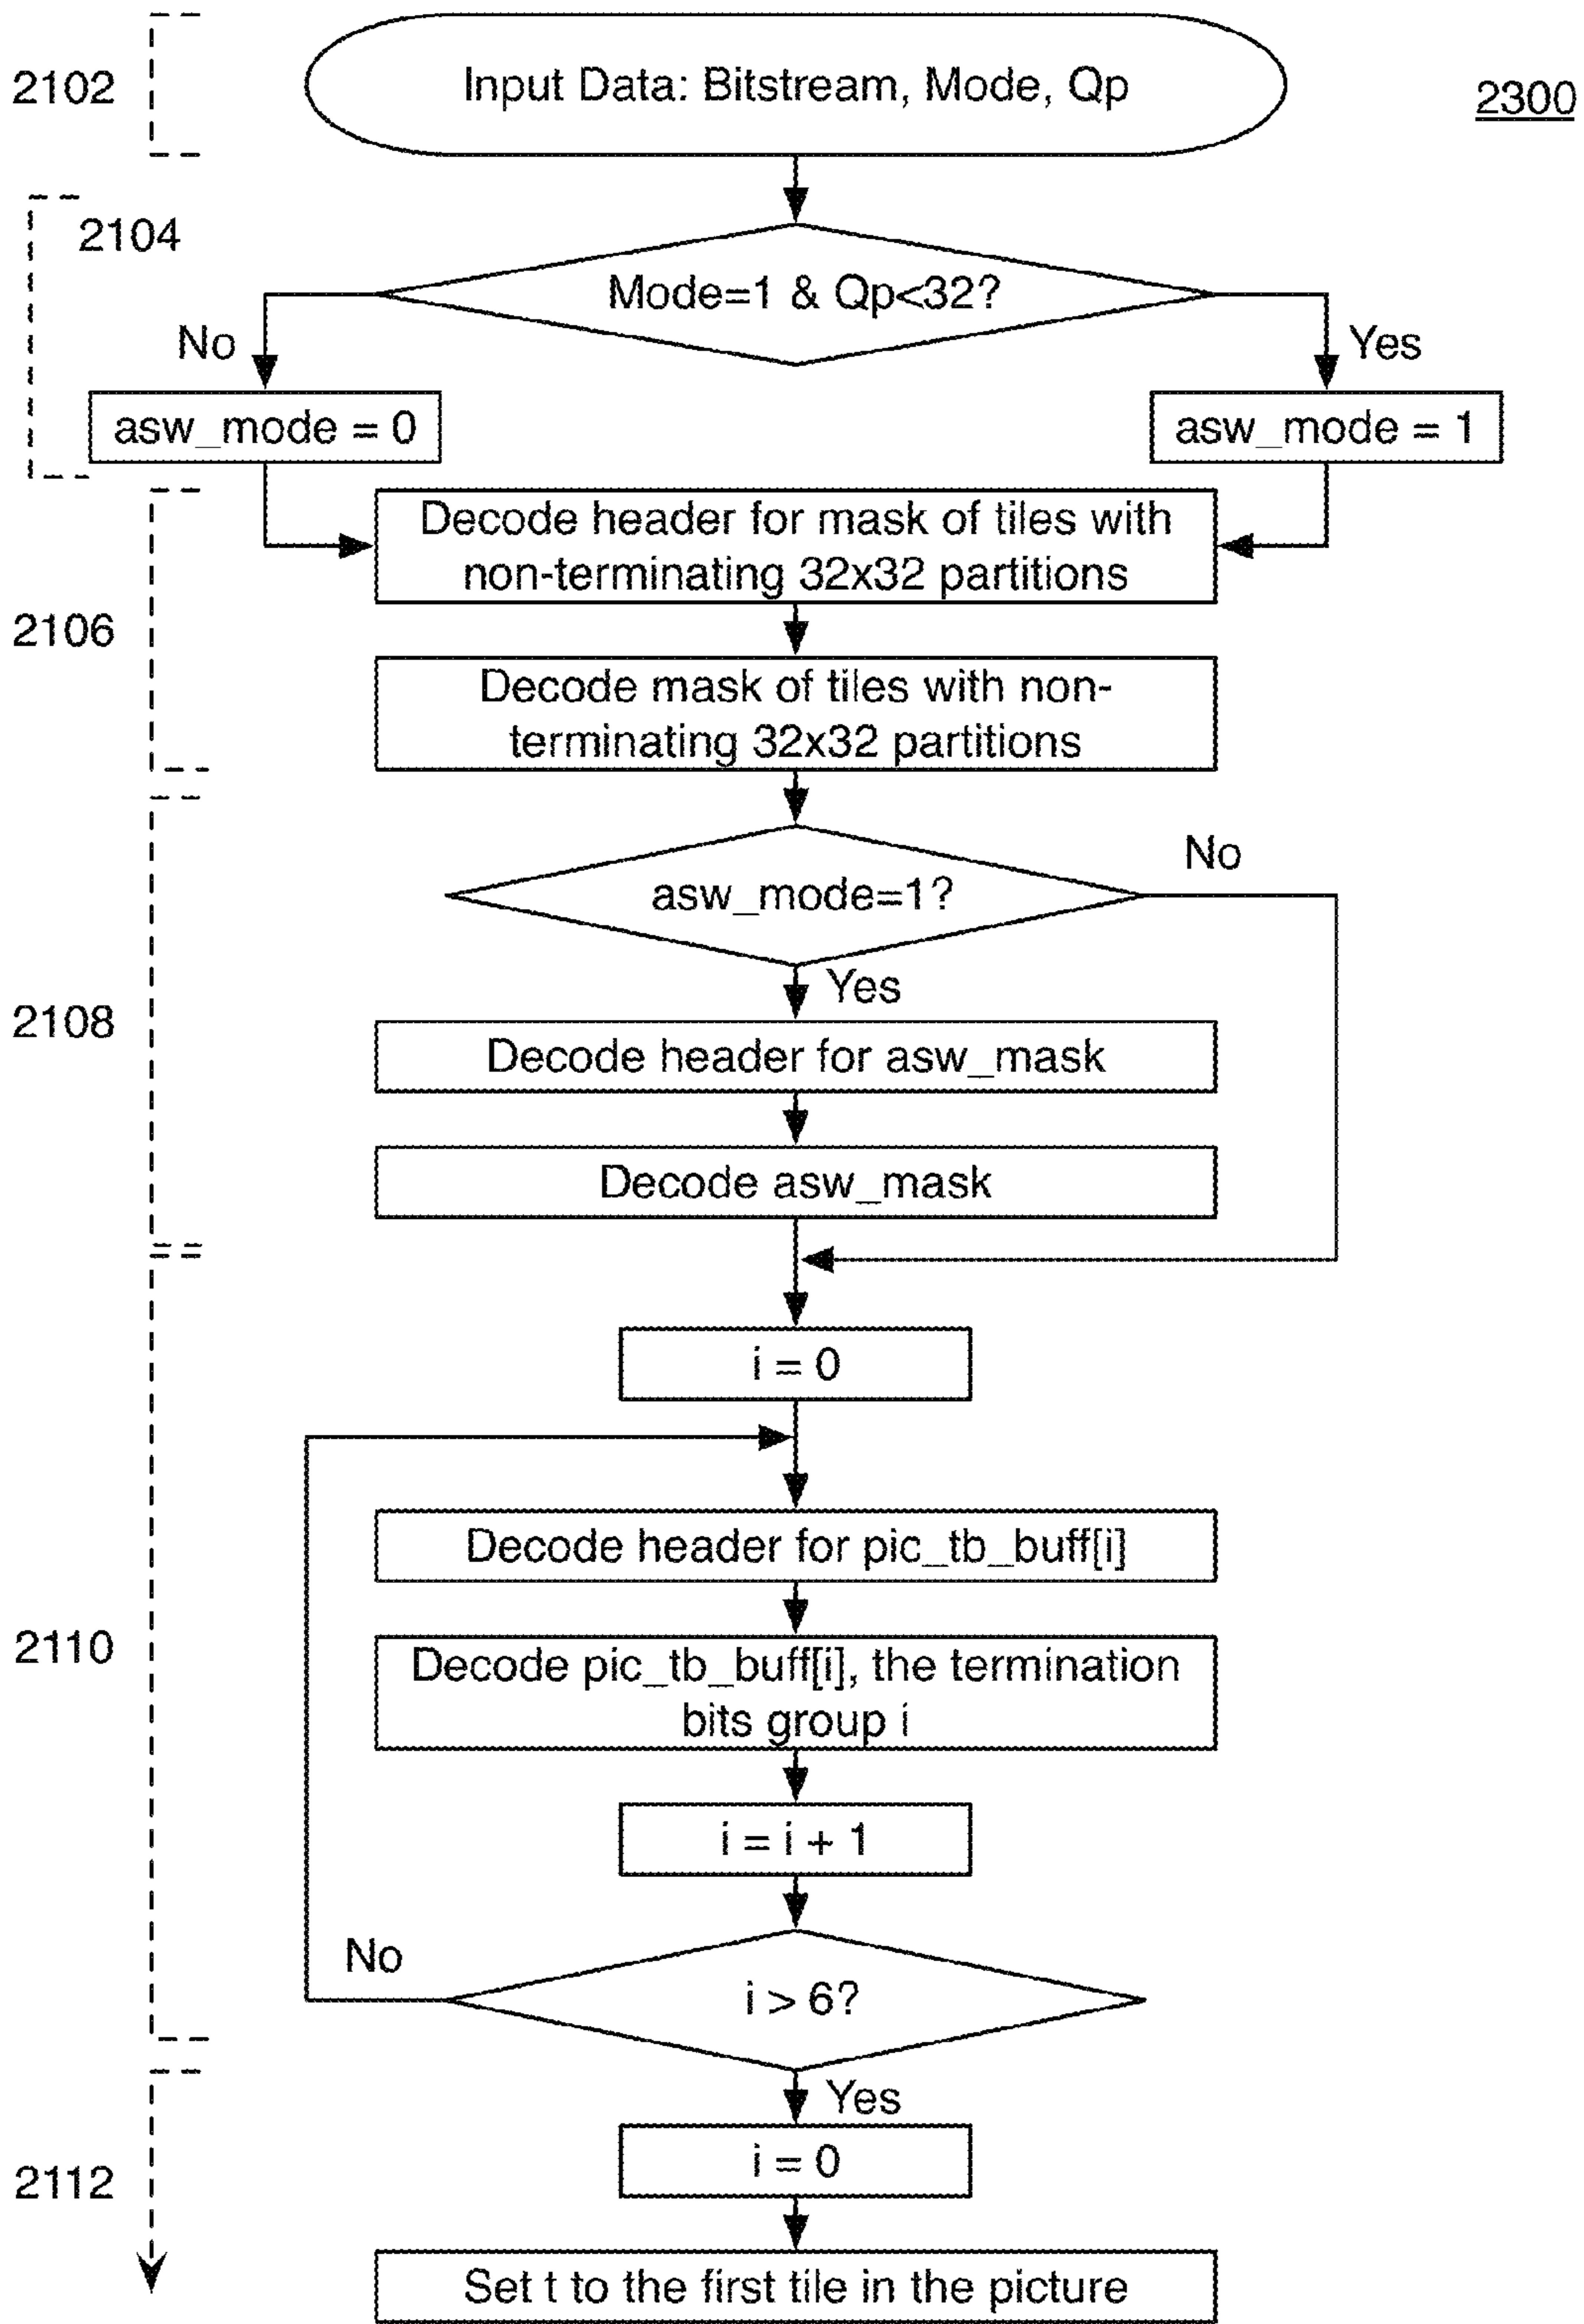 2102
Input Data: Bitstream, Mode, Qp
2300
2104
Mode=1 & Qp<32?
No
Yes
asw_mode = 0
asw_mode = 1
2106
Decode header for mask of tiles with
non-terminating 32x32 partitions
Decode mask of tiles with non-
terminating 32x32 partitions
2108
asw_mode=1?
No
Yes
Decode header for asw_mask
Decode asw_mask
2110
i = 0
Decode header for pic_tb_buff[i]
Decode pic_tb_buff[i], the termination
bits group i
i = i + 1
i > 6?
No
Yes
2112
i = 0
Set t to the first tile in the picture